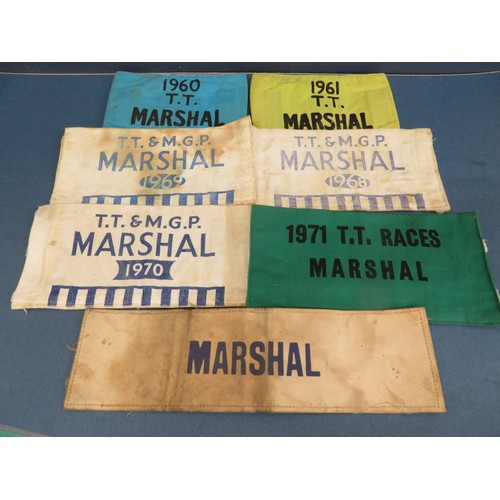 1960
T.T.
MARSHAL
1961
T.T.
MARSHAL
T.T. & M.G.P.
MARSHAL
1969
T.T. & M.G.P.
MARSHAL
1968
T.T. & M.G.P.
MARSHAL
1970
1971 T.T. RACES
MARSHAL
MARSHAL